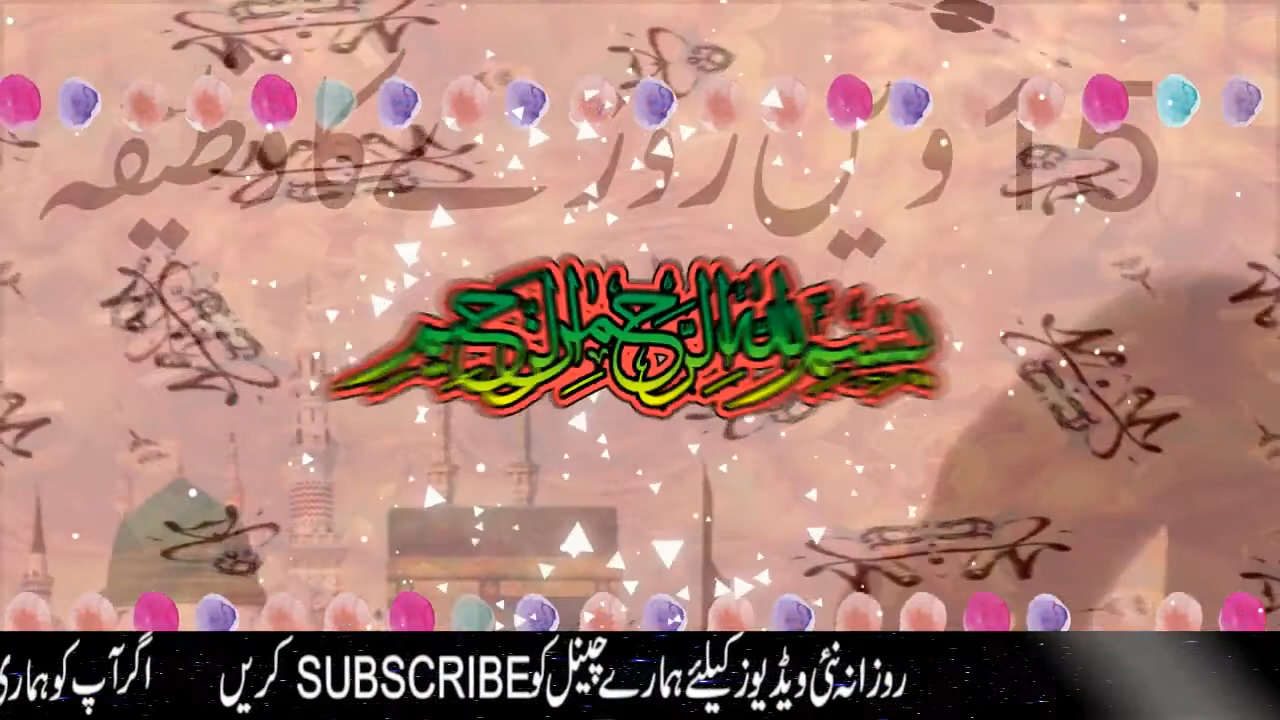 15 ویں روزے کا وظیفہ
بسم اللہ الرحمن الرحیم
روزانہ نئی ویڈیوز کیلئے ہمارے چینل کو SUBSCRIBE کریں اگر آپ کو ہماری